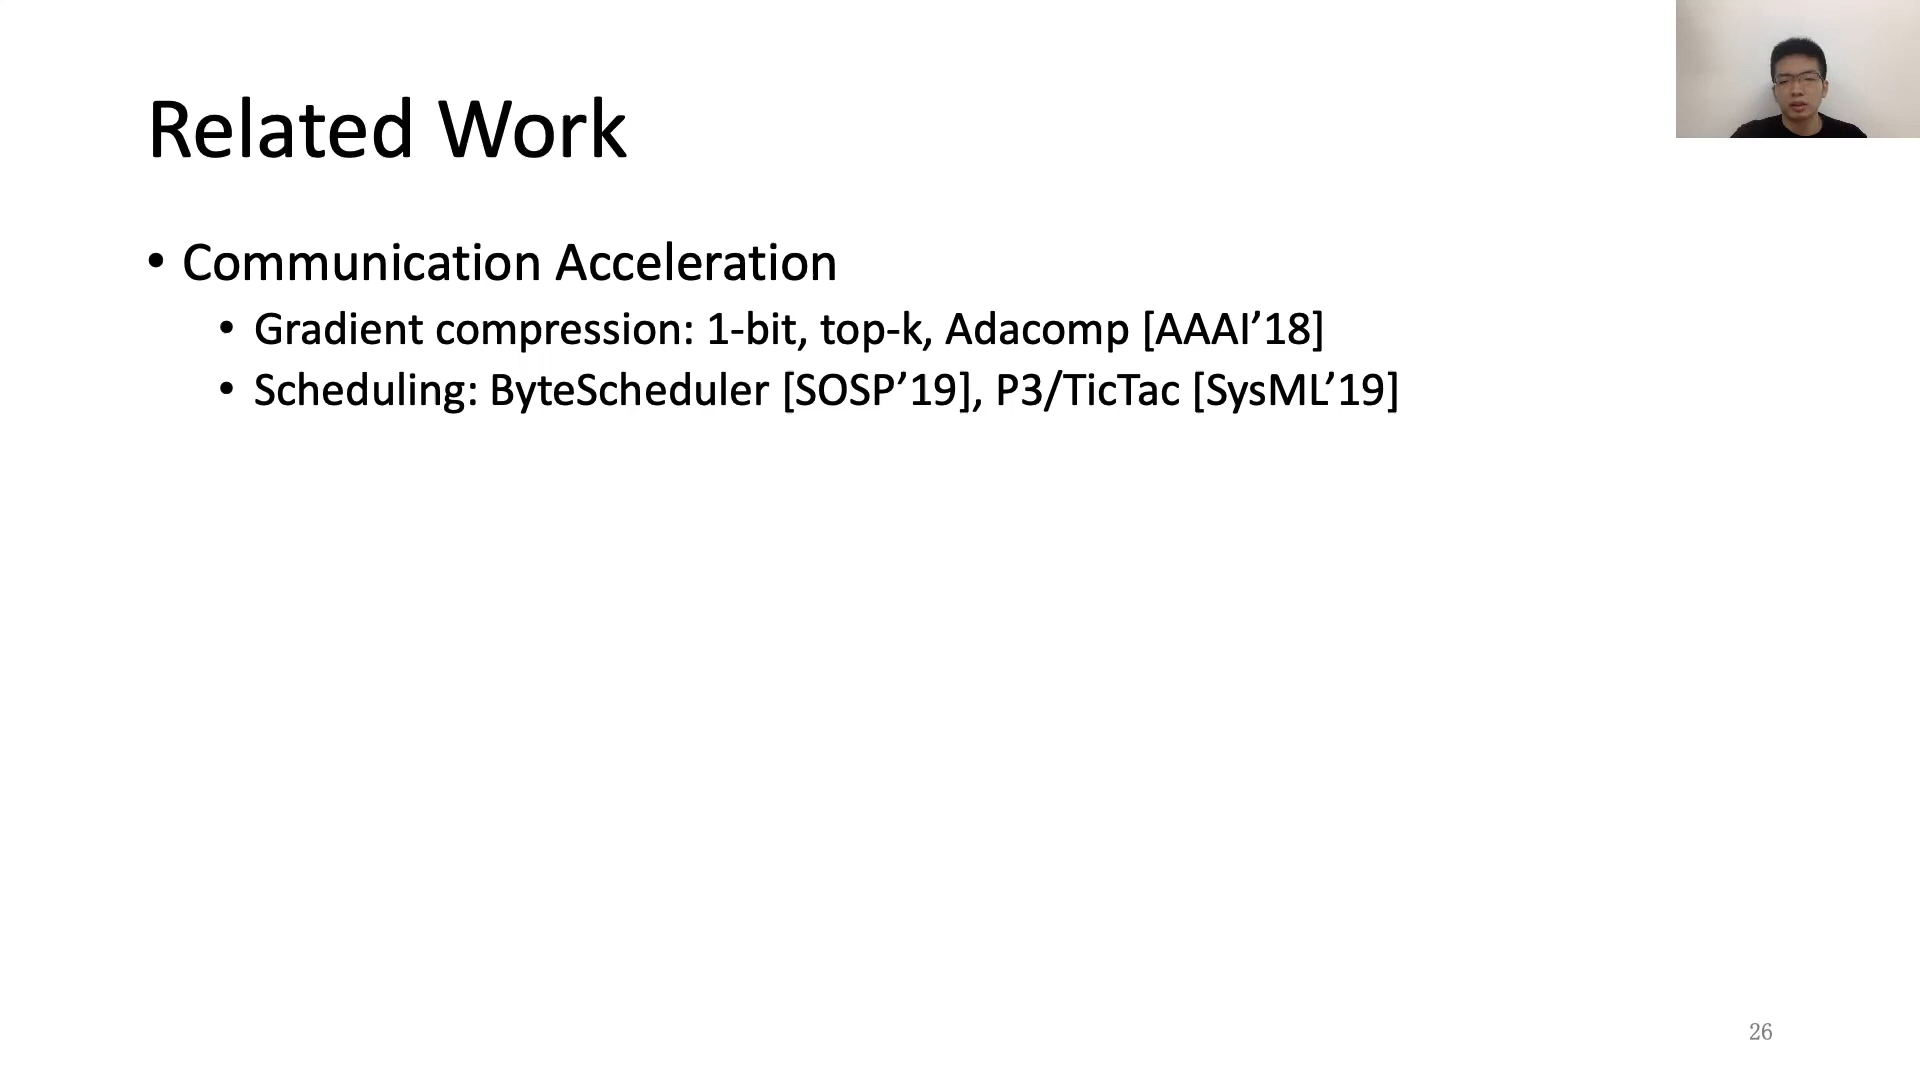 Related Work
• Communication Acceleration
• Gradient compression: 1-bit, top-k, Adacomp [AAAI’18]
• Scheduling: ByteScheduler [SOSP’19], P3/TicTac [SysML’19]
26